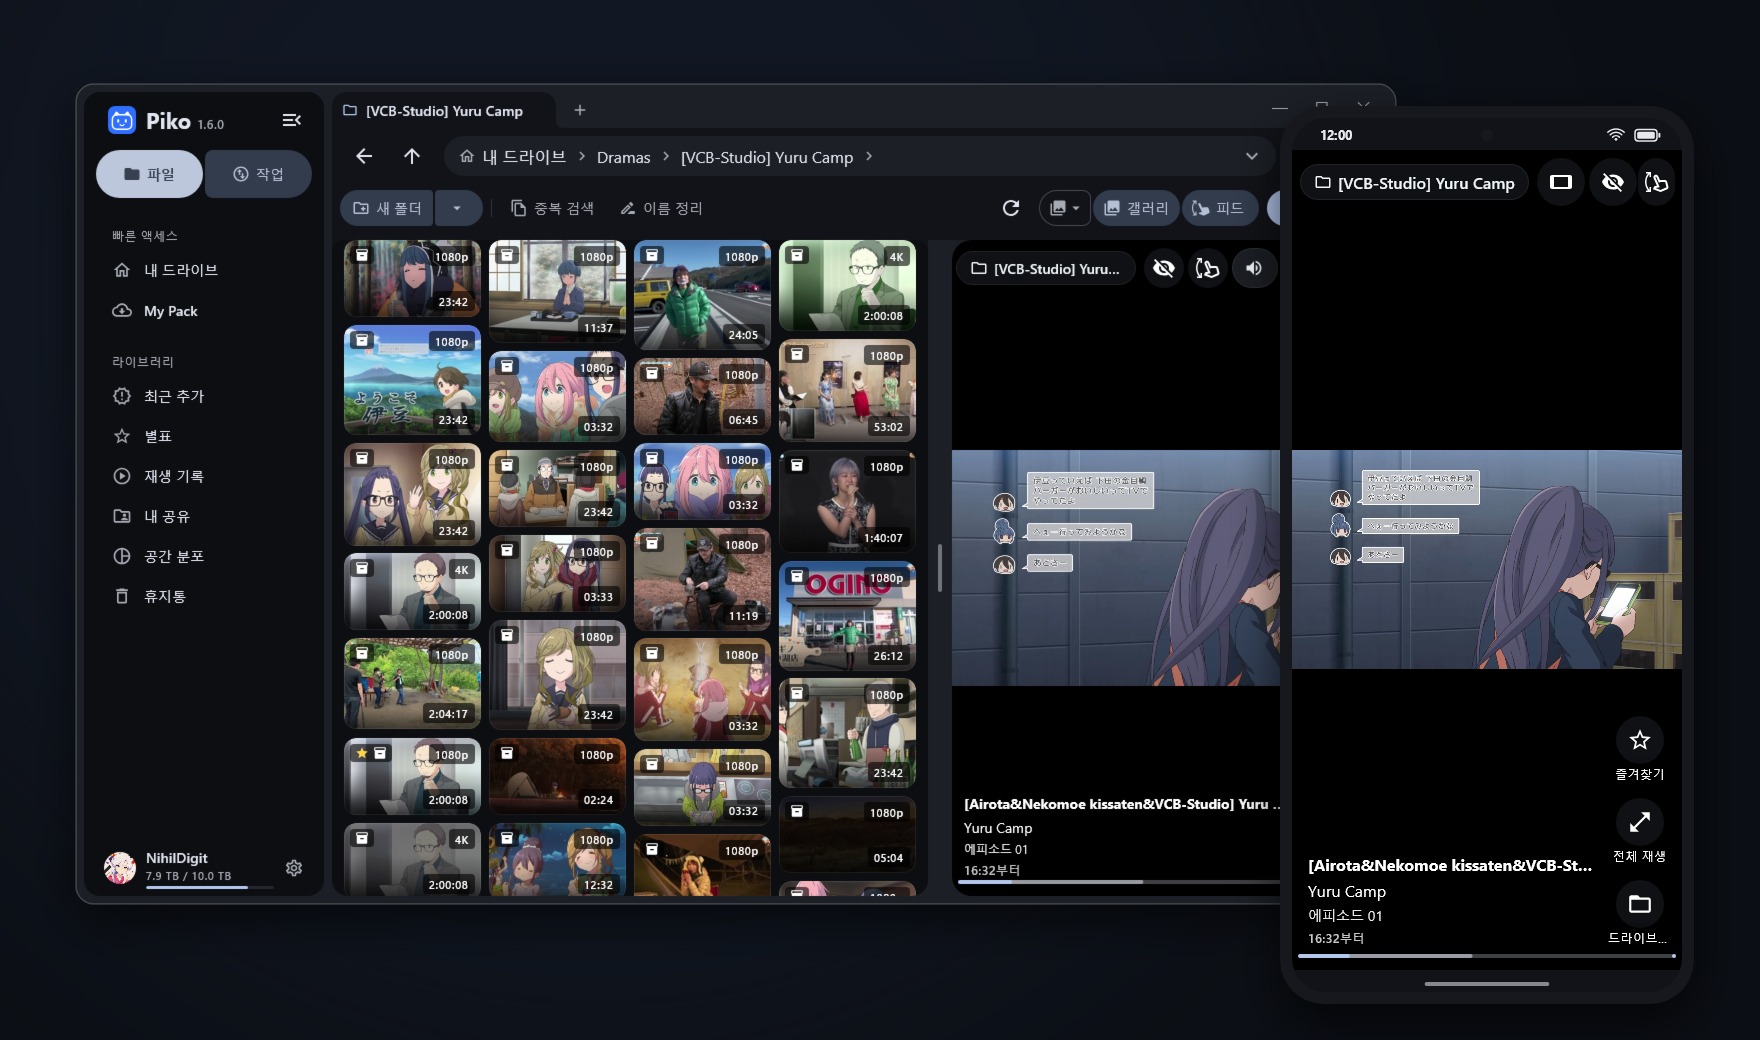 Piko 1.6.0
파일
작업
빠른 액세스
내 드라이브
My Pack
라이브러리
최근 추가
별표
재생 기록
내 공유
공간 분포
휴지통
NihilDigit
7.9 TB / 10.0 TB
[VCB-Studio] Yuru Camp
내 드라이브 > Dramas > [VCB-Studio] Yuru Camp >
새 폴더
중복 검색
이름 정리
갤러리
피드
1080p
23:42
1080p
ようこそ
伊豆
23:42
1080p
23:42
4K
2:00:08
1080p
2:04:17
1080p
2:00:08
4K
2:00:08
1080p
11:37
1080p
03:32
1080p
23:42
1080p
03:33
1080p
23:42
1080p
02:24
1080p
12:32
1080p
24:05
1080p
06:45
1080p
03:32
1080p
11:19
1080p
03:32
1080p
03:32
1080p
4K
2:00:08
1080p
53:02
1080p
1:40:07
1080p
OGINO
26:12
1080p
23:42
1080p
05:04
1080p
[VCB-Studio] Yuru...
[Airota&Nekomoe kissaten&VCB-Studio] Yuru ...
Yuru Camp
에피소드 01
16:32부터
12:00
[VCB-Studio] Yuru Camp
즐겨찾기
전체 재생
드라이브...
[Airota&Nekomoe kissaten&VCB-St...
Yuru Camp
에피소드 01
16:32부터